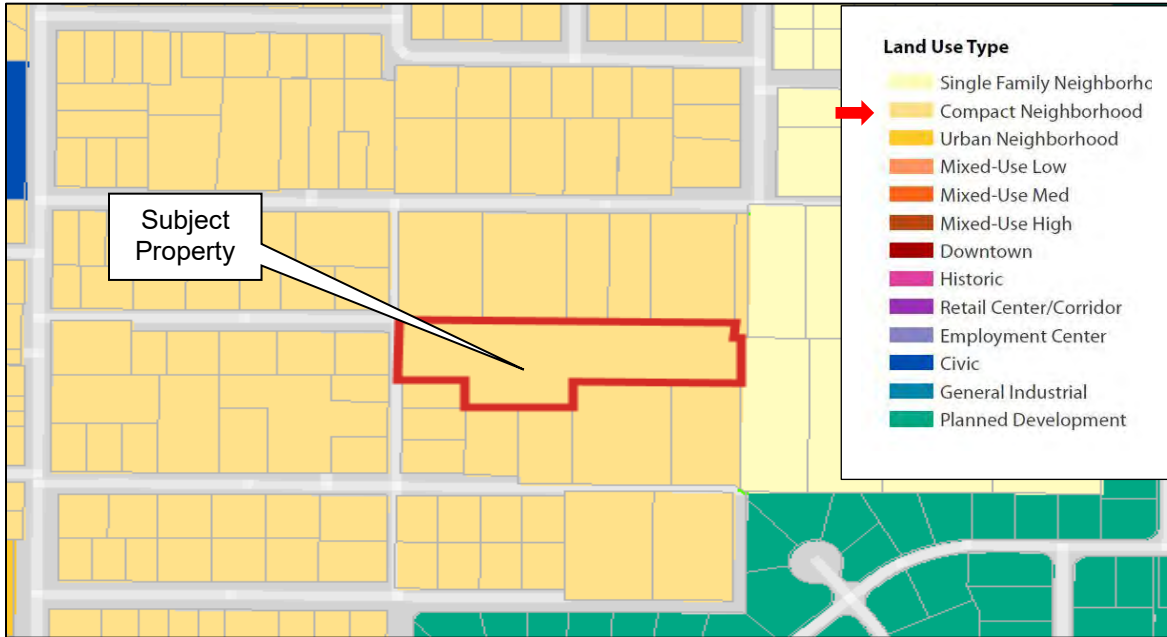 Subject
Property
Land Use Type
Single Family Neighborho
Compact Neighborhood
Urban Neighborhood
Mixed-Use Low
Mixed-Use Med
Mixed-Use High
Downtown
Historic
Retail Center/Corridor
Employment Center
Civic
General Industrial
Planned Development